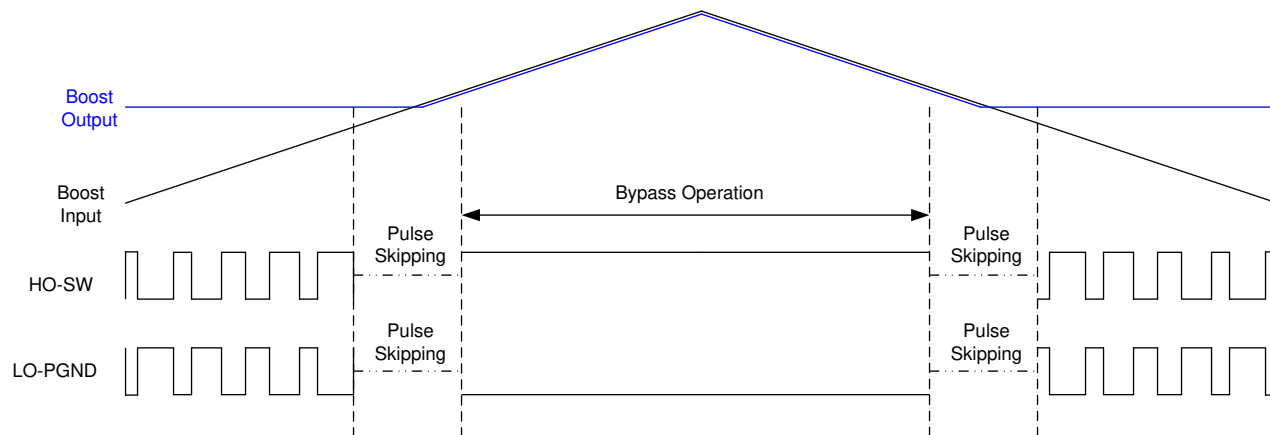 Boost
Output
Boost
Input
Bypass Operation
Pulse
Skipping
Pulse
Skipping
HO-SW
Pulse
Skipping
Pulse
Skipping
LO-PGND